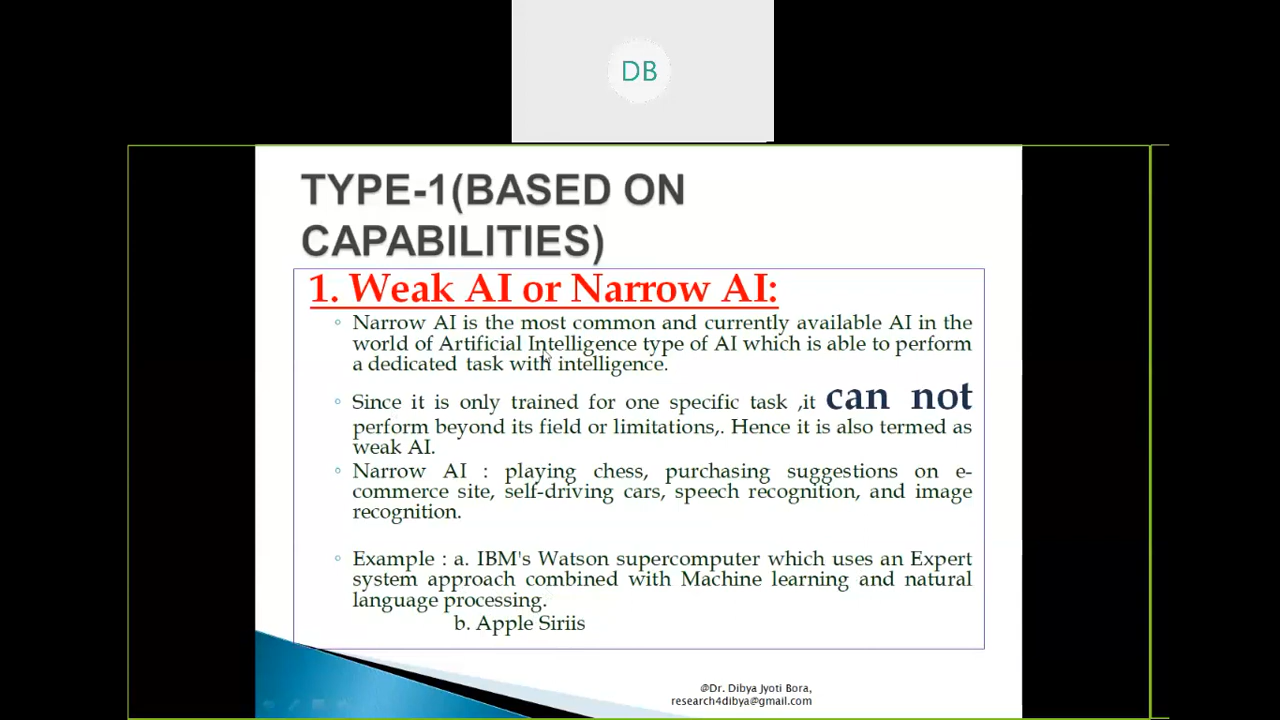 DB
TYPE-1(BASED ON
CAPABILITIES)
1. Weak AI or Narrow AI:
◦ Narrow AI is the most common and currently available AI in the
world of Artificial Intelligence type of AI which is able to perform
a dedicated task with intelligence.
◦ Since it is only trained for one specific task ,it can not
perform beyond its field or limitations,. Hence it is also termed as
weak AI.
◦ Narrow AI : playing chess, purchasing suggestions on e-
commerce site, self-driving cars, speech recognition, and image
recognition.
◦ Example : a. IBM's Watson supercomputer which uses an Expert
system approach combined with Machine learning and natural
language processing.
b. Apple Siriis
@Dr. Dibya Jyoti Bora,
research4dibya@gmail.com